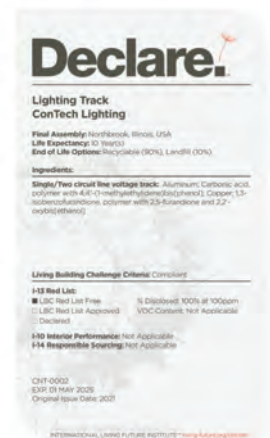 Declare.
Lighting Track
ConTech Lighting
Final Assembly: Northbrook, Illinois, USA
Life Expectancy: 10 Year(s)
End of Life Options: Recyclable (90%), Landfill (10%)
Ingredients:
Single/Two circuit line voltage track: Aluminum; Carbonic acid,
polymer with 4,4'-(1-methylethylidene)bis(phenol); Copper; 1,3-
isobenzofurandione, polymer with 2,5-furandione and 2,2'-
oxybis(ethanol)
Living Building Challenge Criteria: Compliant
I-13 Red List:
■ LBC Red List Free % Disclosed: 100% at 100ppm
□ LBC Red List Approved VOC Content: Not Applicable
□ Declared
I-10 Interior Performance: Not Applicable
I-14 Responsible Sourcing: Not Applicable
CNT-0002
EXP. 01 MAY 2025
Original Issue Date: 2021
INTERNATIONAL LIVING FUTURE INSTITUTE™ living-future.org/declare